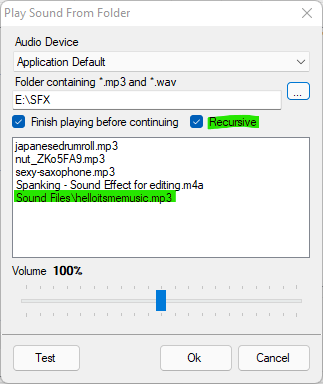 Play Sound From Folder
Audio Device
Application Default
Folder containing *.mp3 and *.wav
E:\SFX
...
Finish playing before continuing
Recursive
japanesedrumroll.mp3
nut_ZKo5FA9.mp3
sexy-saxophone.mp3
Spanking - Sound Effect for editing.m4a
Sound Files\helloitsmemusic.mp3
Volume 100%
Test
Ok
Cancel